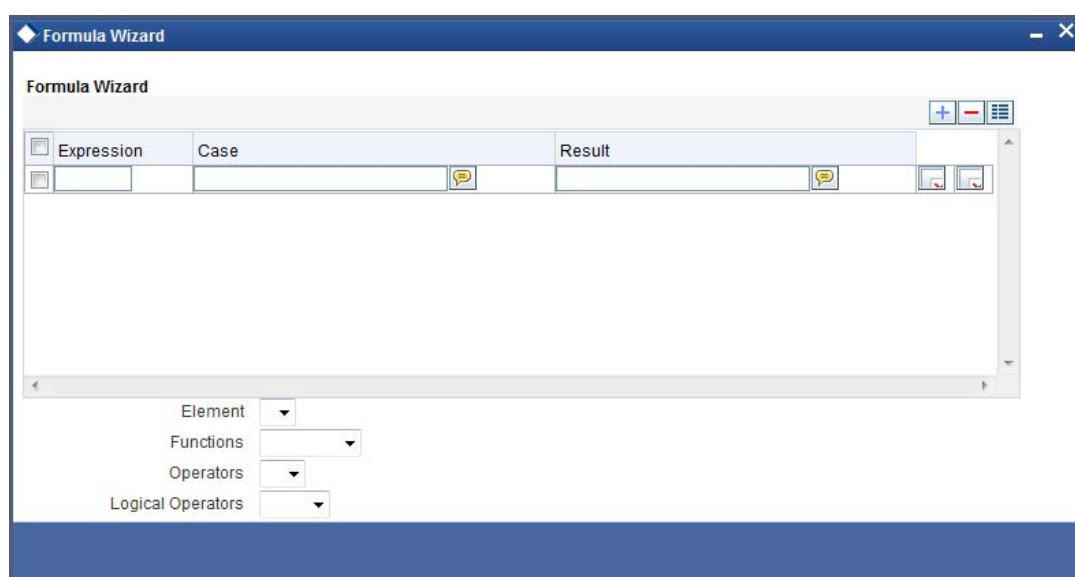 Formula Wizard
Formula Wizard
Expression Case Result
Element
Functions
Operators
Logical Operators